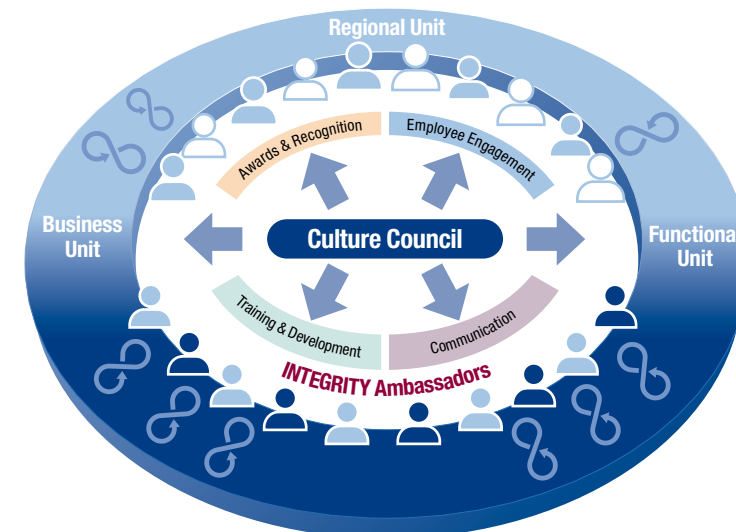 Regional Unit
Awards & Recognition
Employee Engagement
Business
Unit
Culture Council
Functiona
Unit
Training & Development
Communication
INTEGRITY Ambassadors